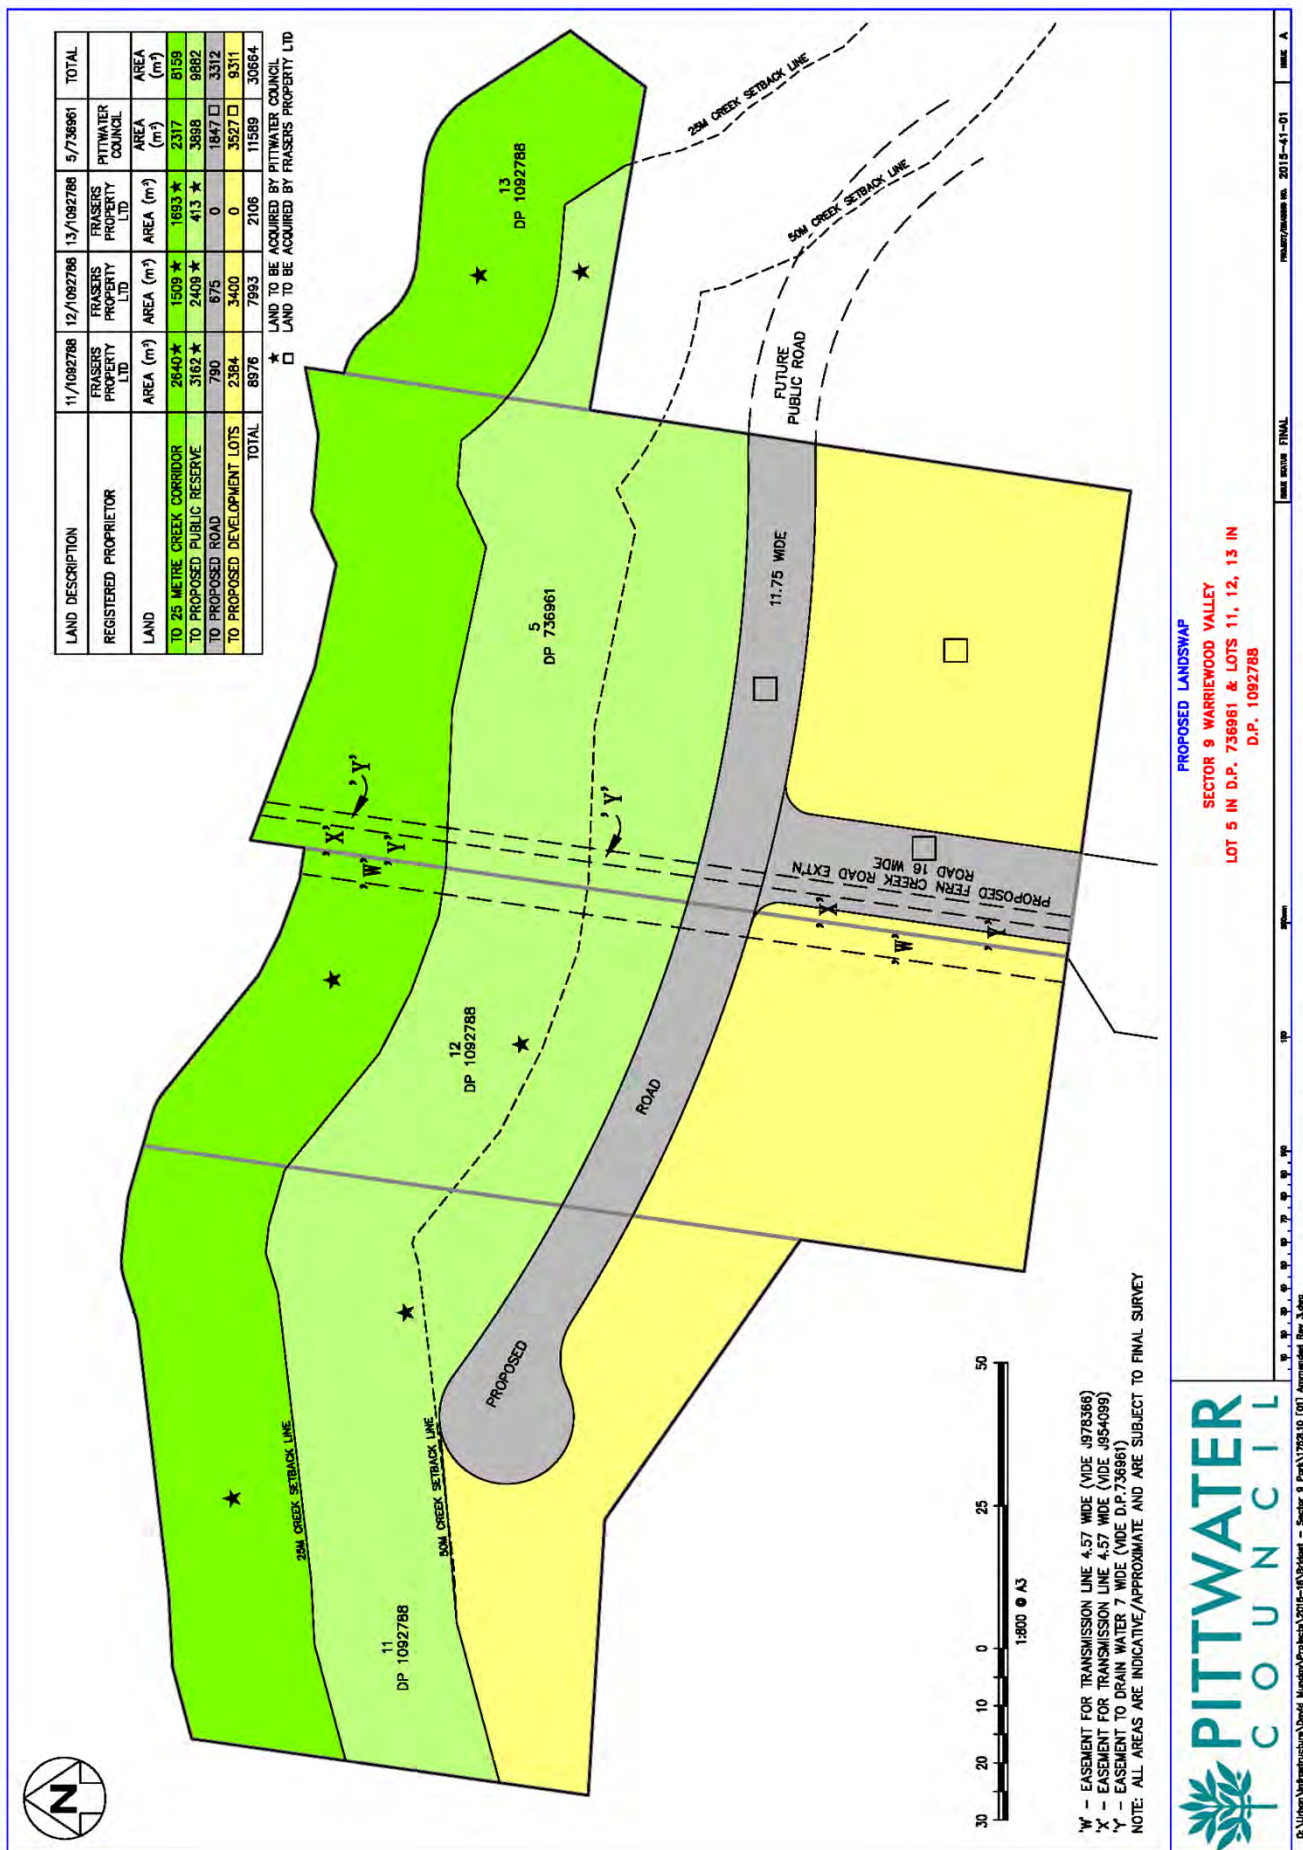 LAND DESCRIPTION 11/1092788 12/1092788 13/1092788 5/736961 TOTAL
REGISTERED PROPRIETOR FRASERS PROPERTY LTD FRASERS PROPERTY LTD FRASERS PROPERTY LTD PITTWATER COUNCIL
LAND AREA (m²) AREA (m²) AREA (m²) AREA (m²) AREA (m²)
TO 25 METRE CREEK CORRIDOR 2640★ 1509★ 1693★ 2317 8159
TO PROPOSED PUBLIC RESERVE 3162★ 2409★ 413★ 3898 9882
TO PROPOSED ROAD 790 675 0 1847□ 3312
TO PROPOSED DEVELOPMENT LOTS 2384 3400 0 3527□ 9311
TOTAL 8976 7993 2106 11589 30664
★ LAND TO BE ACQUIRED BY PITTWATER COUNCIL
□ LAND TO BE ACQUIRED BY FRASERS PROPERTY LTD
N
13
DP 1092788
25M CREEK SETBACK LINE
50M CREEK SETBACK LINE
FUTURE
PUBLIC ROAD
5
DP 736961
11.75 WIDE
'Y'
'X'
'W'
'Y'
'Y'
PROPOSED FERN CREEK ROAD EXT'N
ROAD 16 WIDE
'X'
'W'
'Y'
12
DP 1092788
PROPOSED
ROAD
25M CREEK SETBACK LINE
50M CREEK SETBACK LINE
11
DP 1092788
30 20 10 0 25 50
1:800 @ A3
'W' – EASEMENT FOR TRANSMISSION LINE 4.57 WIDE (VIDE J978366)
'X' – EASEMENT FOR TRANSMISSION LINE 4.57 WIDE (VIDE J954099)
'Y' – EASEMENT TO DRAIN WATER 7 WIDE (VIDE D.P.736961)
NOTE: ALL AREAS ARE INDICATIVE/APPROXIMATE AND ARE SUBJECT TO FINAL SURVEY
PITTWATER
COUNCIL
PROPOSED LANDSWAP
SECTOR 9 WARRIEWOOD VALLEY
LOT 5 IN D.P. 736961 & LOTS 11, 12, 13 IN
D.P. 1092788
ISSUE STATUS FINAL
PROJECT/DRAWING NO. 2015-41-01
ISSUE A